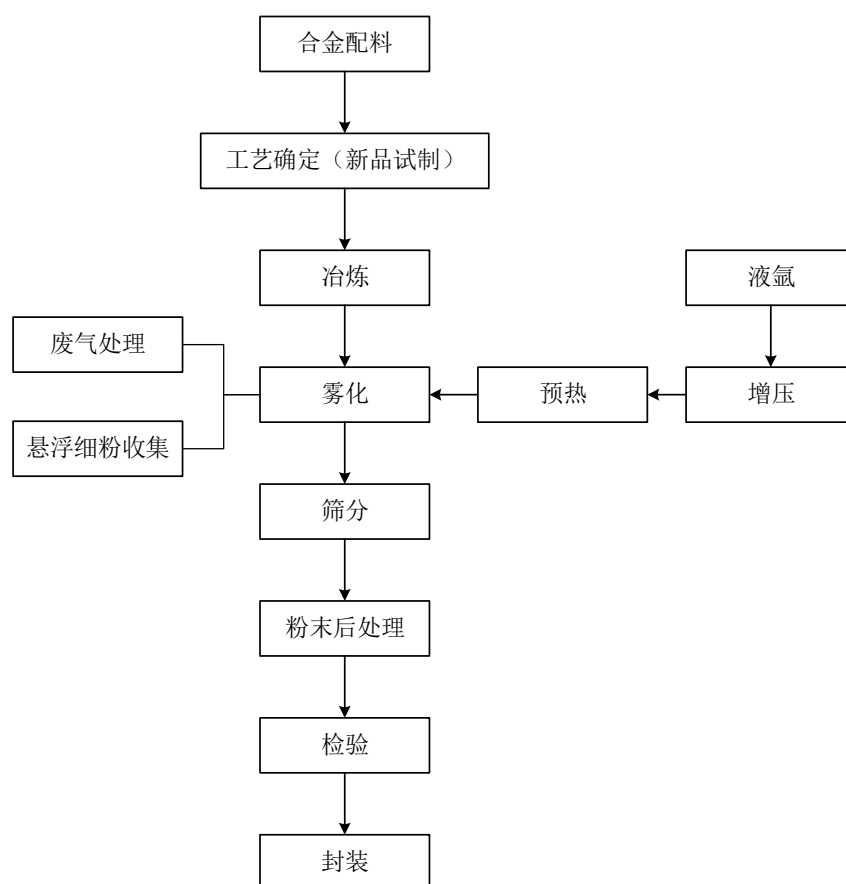 合金配料
工艺确定（新品试制）
冶炼
液氩
废气处理
雾化
预热
增压
悬浮细粉收集
筛分
粉末后处理
检验
封装